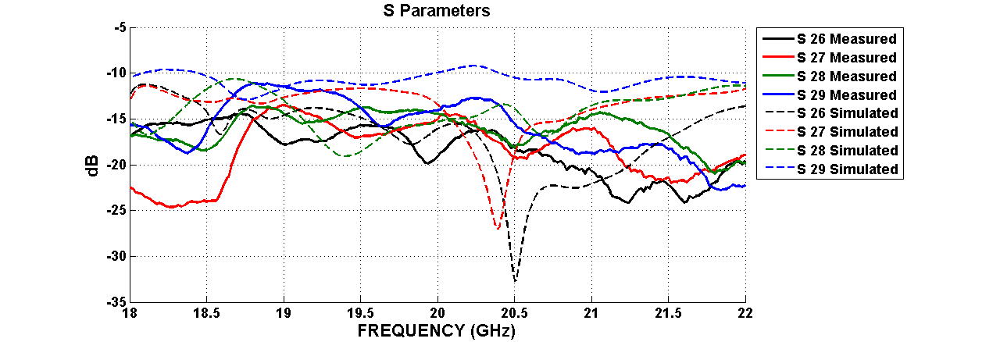 S Parameters
-5
-10
-15
-20
-25
-30
-35
dB
18
18.5
19
19.5
20
20.5
21
21.5
22
FREQUENCY (GHz)
S 26 Measured
S 27 Measured
S 28 Measured
S 29 Measured
S 26 Simulated
S 27 Simulated
S 28 Simulated
S 29 Simulated